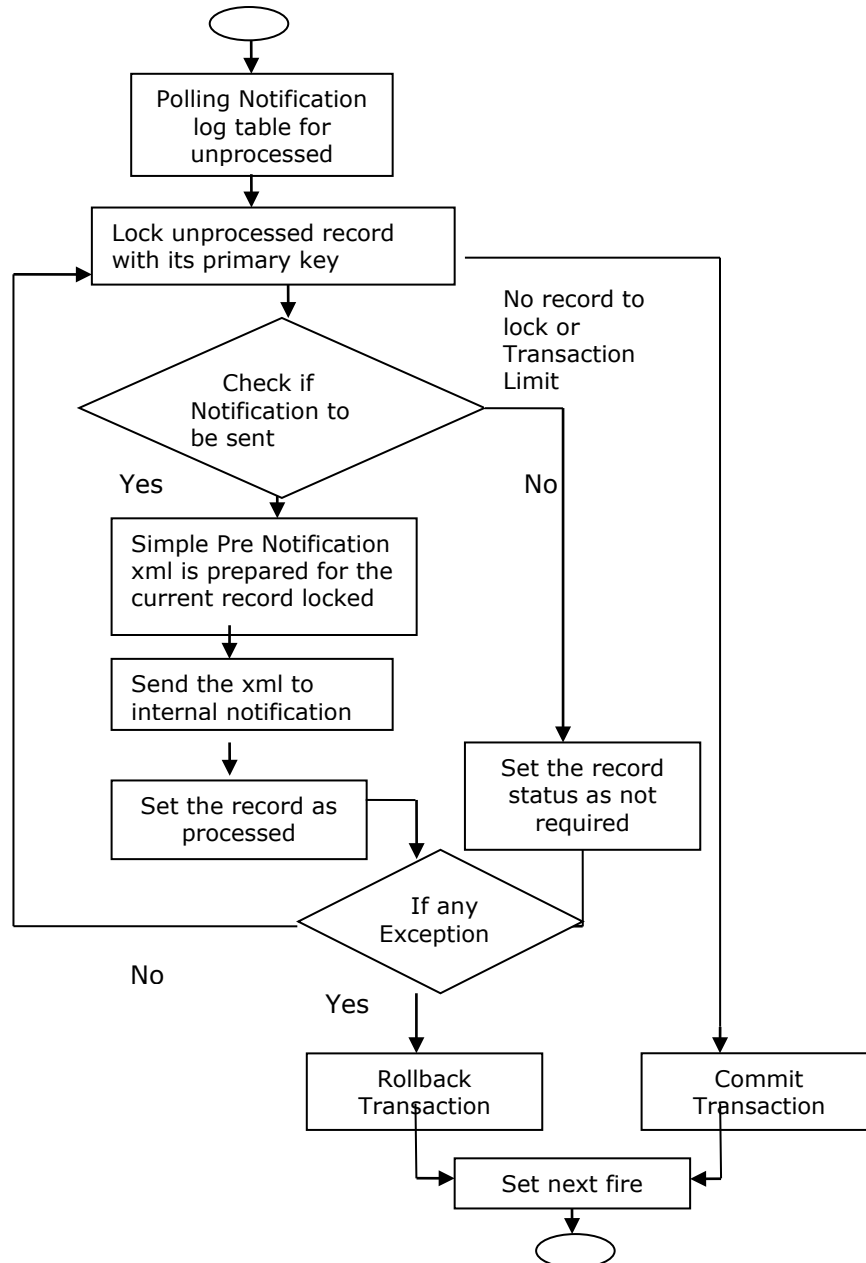 Polling Notification
log table for
unprocessed
Lock unprocessed record
with its primary key
No record to
lock or
Transaction
Limit
Check if
Notification to
be sent
Yes
No
Simple Pre Notification
xml is prepared for the
current record locked
Send the xml to
internal notification
Set the record as
processed
Set the record
status as not
required
If any
Exception
No
Yes
Rollback
Transaction
Commit
Transaction
Set next fire